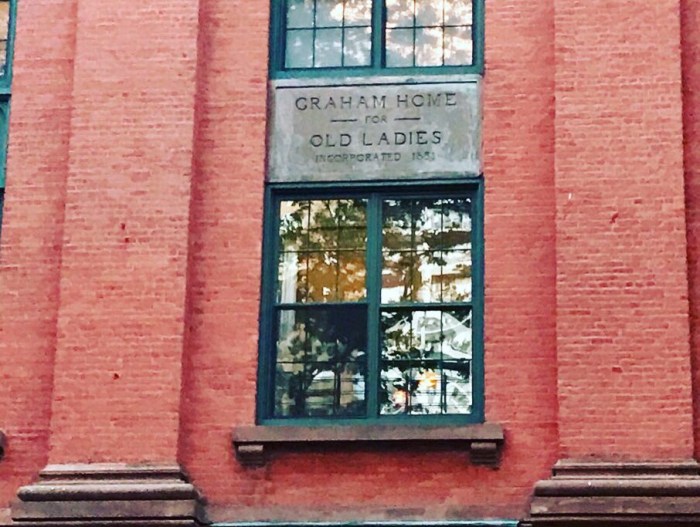 GRAHAM HOME
FOR
OLD LADIES
INCORPORATED 1851